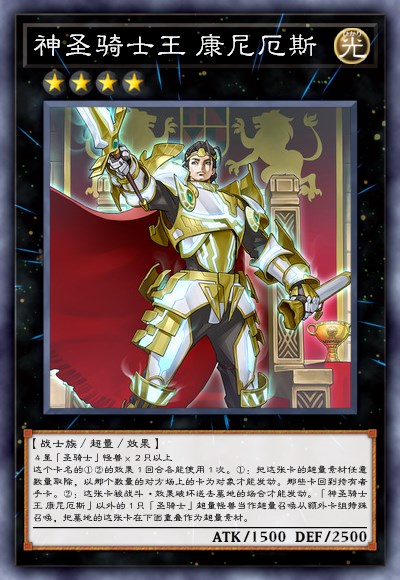 神圣骑士王 康尼厄斯
光
【战士族／超量／效果】
4星「圣骑士」怪兽×2只以上
这个卡名的①②的效果1回合各能使用1次。①：把这张卡的超量素材任意
数量取除，以那个数量的对方场上的卡为对象才能发动。那些卡回到持有者
手卡。②：这张卡被战斗·效果破坏送去墓地的场合才能发动。「神圣骑士
王 康尼厄斯」以外的1只「圣骑士」超量怪兽当作超量召唤从额外卡组特殊
召唤，把墓地的这张卡在下面重叠作为超量素材。
ATK/1500 DEF/2500